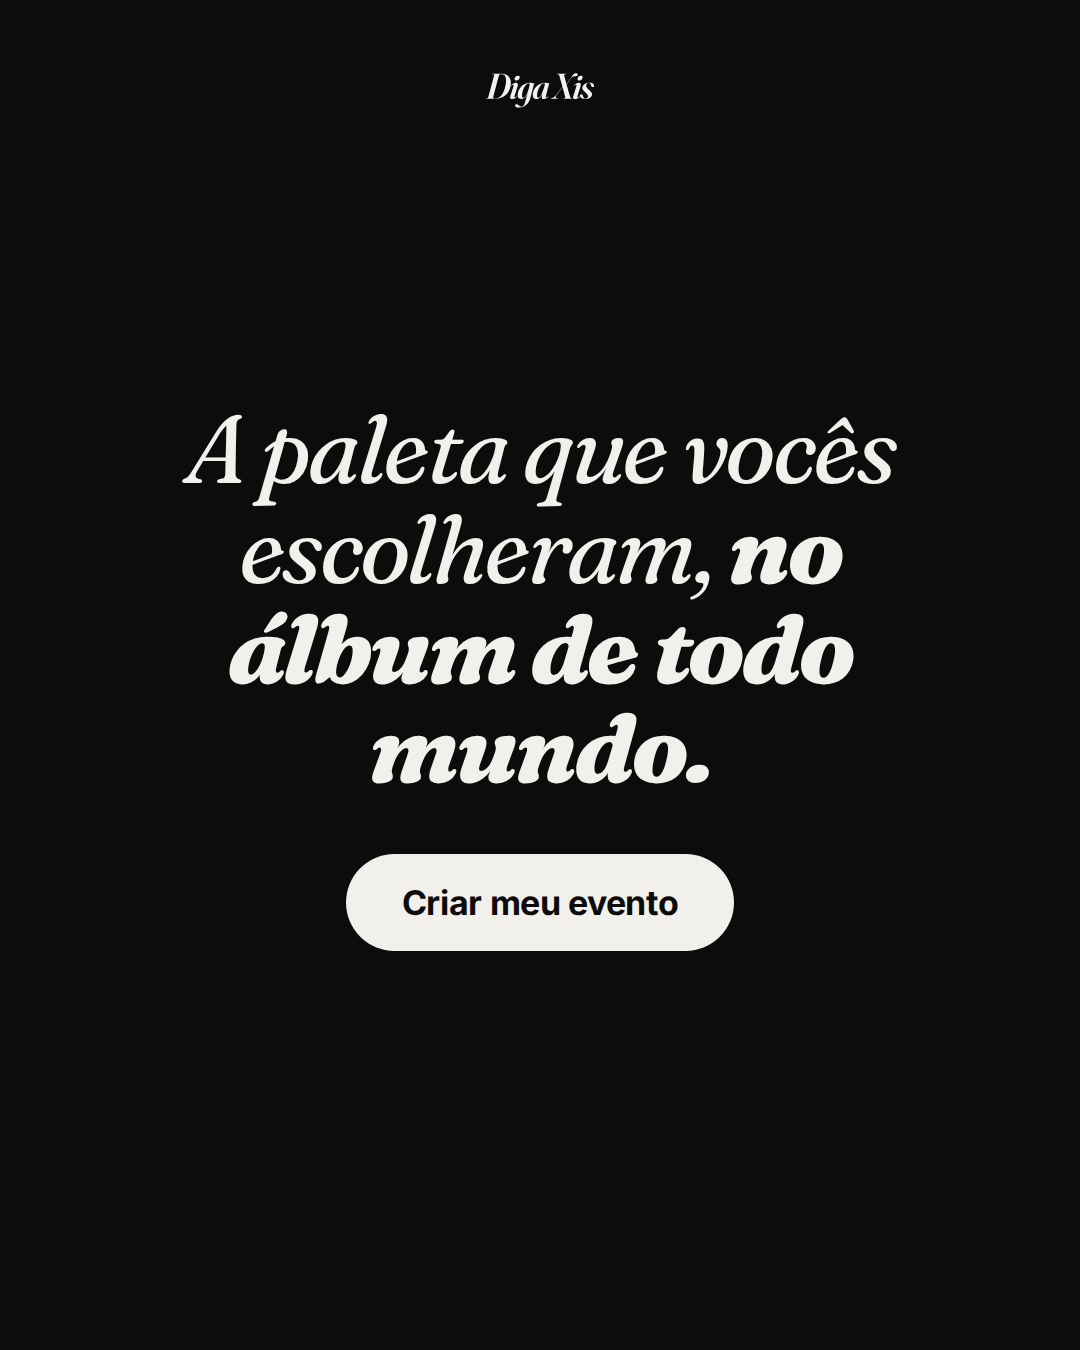 Diga Xis
A paleta que vocês
escolheram, no
álbum de todo
mundo.
Criar meu evento